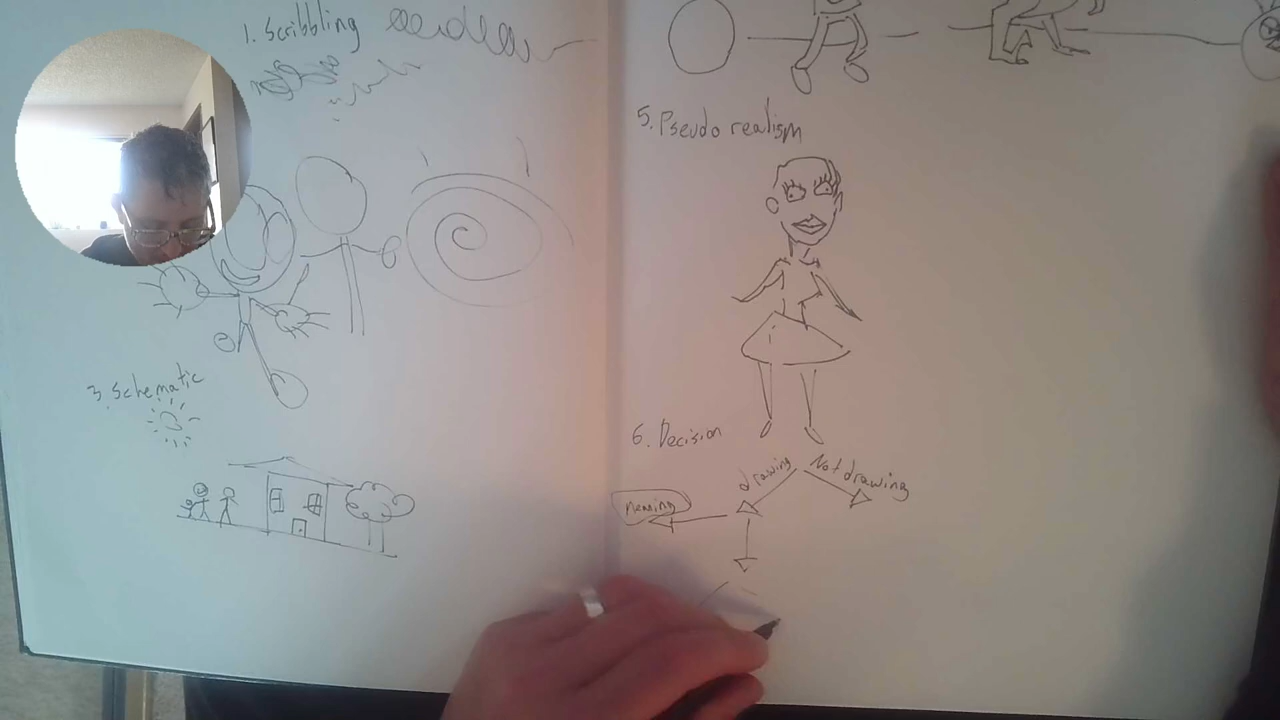 1. Scribbling
3. Schematic
5. Pseudo realism
6. Decision
drawing
Not drawing